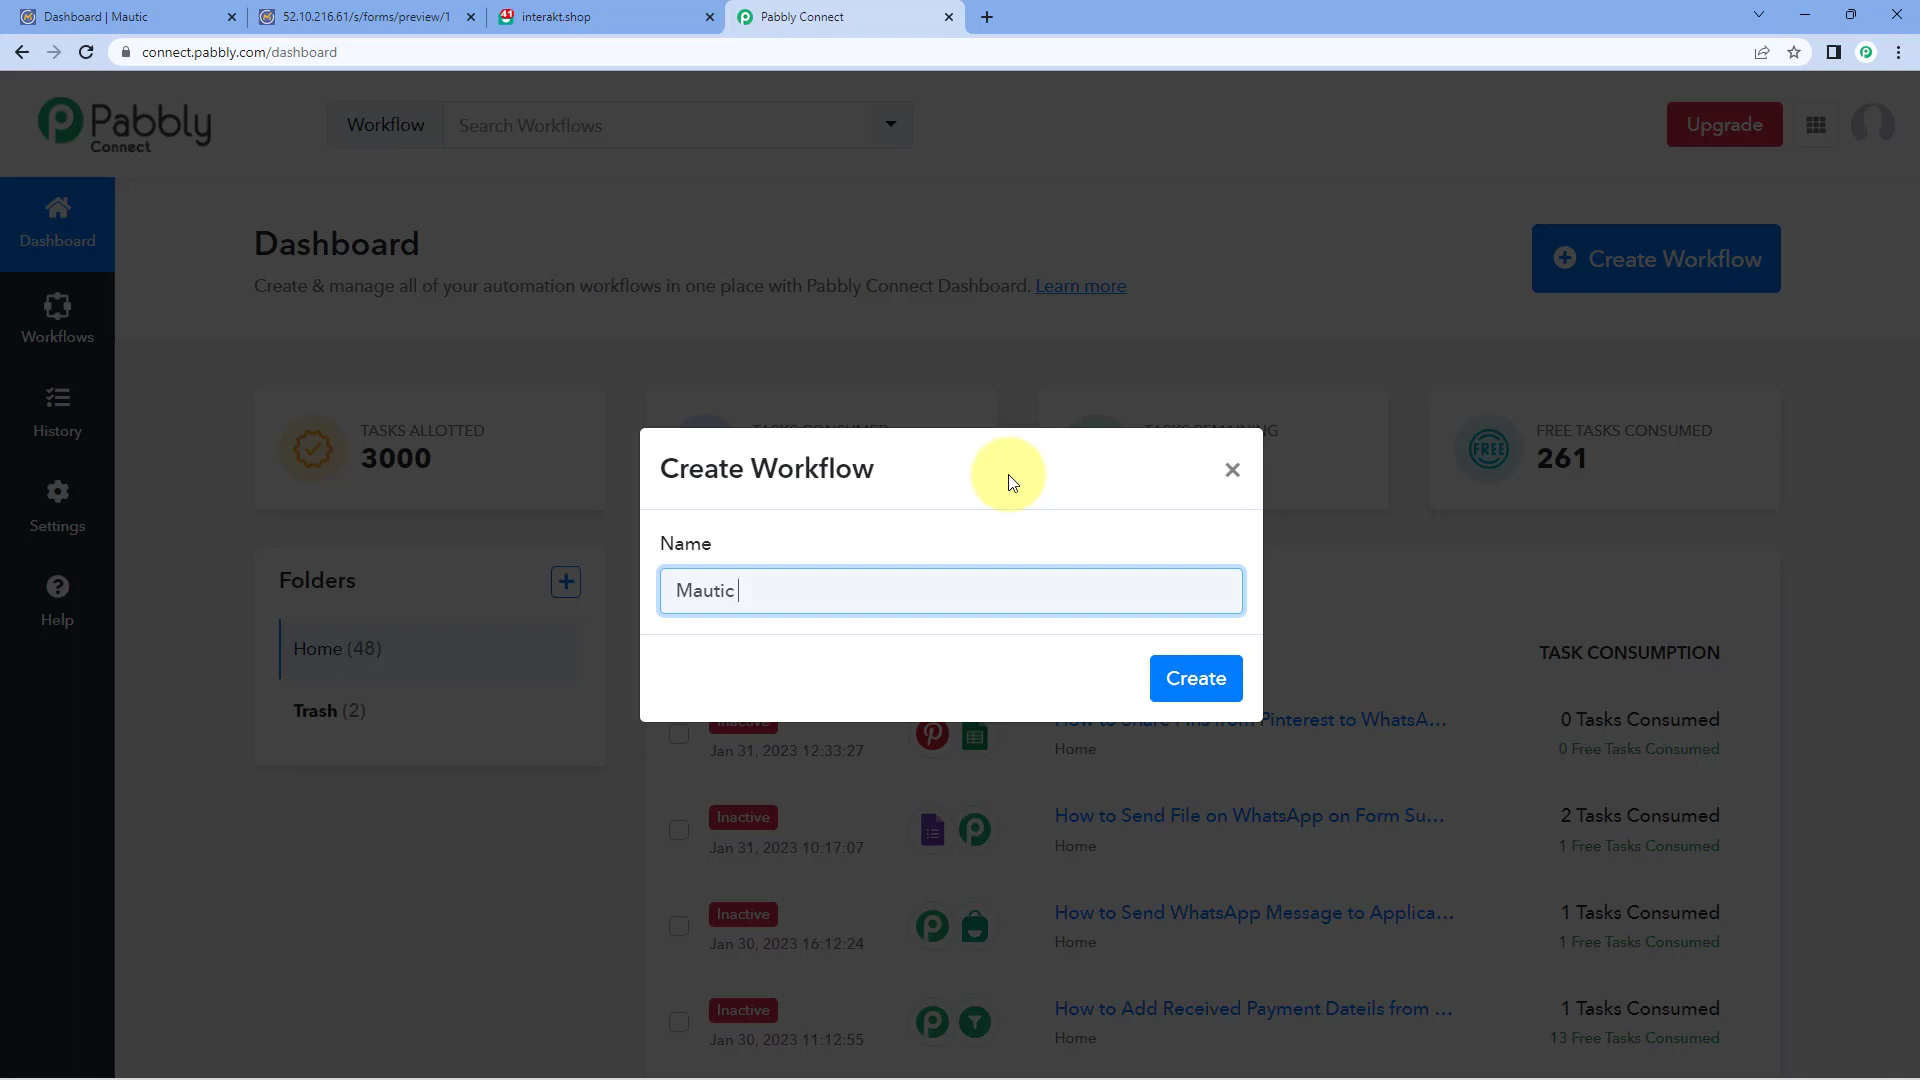 Dashboard | Mautic
52.10.216.61/s/forms/preview/1
41
interakt.shop
Pabbly Connect
connect.pabbly.com/dashboard
Pabbly
Connect
Workflow
Search Workflows
Upgrade
Dashboard
Workflows
History
Settings
Help
Dashboard
Create & manage all of your automation workflows in one place with Pabbly Connect Dashboard. Learn more
Create Workflow
TASKS ALLOTTED
3000
TASKS CONSUMED
TASKS REMAINING
FREE
FREE TASKS CONSUMED
261
Folders
Home (48)
Trash (2)
Create Workflow
Name
Mautic
Create
TASK CONSUMPTION
Inactive
Jan 31, 2023 12:33:27
How to Share Pins from Pinterest to WhatsA...
Home
0 Tasks Consumed
0 Free Tasks Consumed
Inactive
Jan 31, 2023 10:17:07
How to Send File on WhatsApp on Form Su...
Home
2 Tasks Consumed
1 Free Tasks Consumed
Inactive
Jan 30, 2023 16:12:24
How to Send WhatsApp Message to Applica...
Home
1 Tasks Consumed
1 Free Tasks Consumed
Inactive
Jan 30, 2023 11:12:55
How to Add Received Payment Dateils from ...
Home
1 Tasks Consumed
13 Free Tasks Consumed